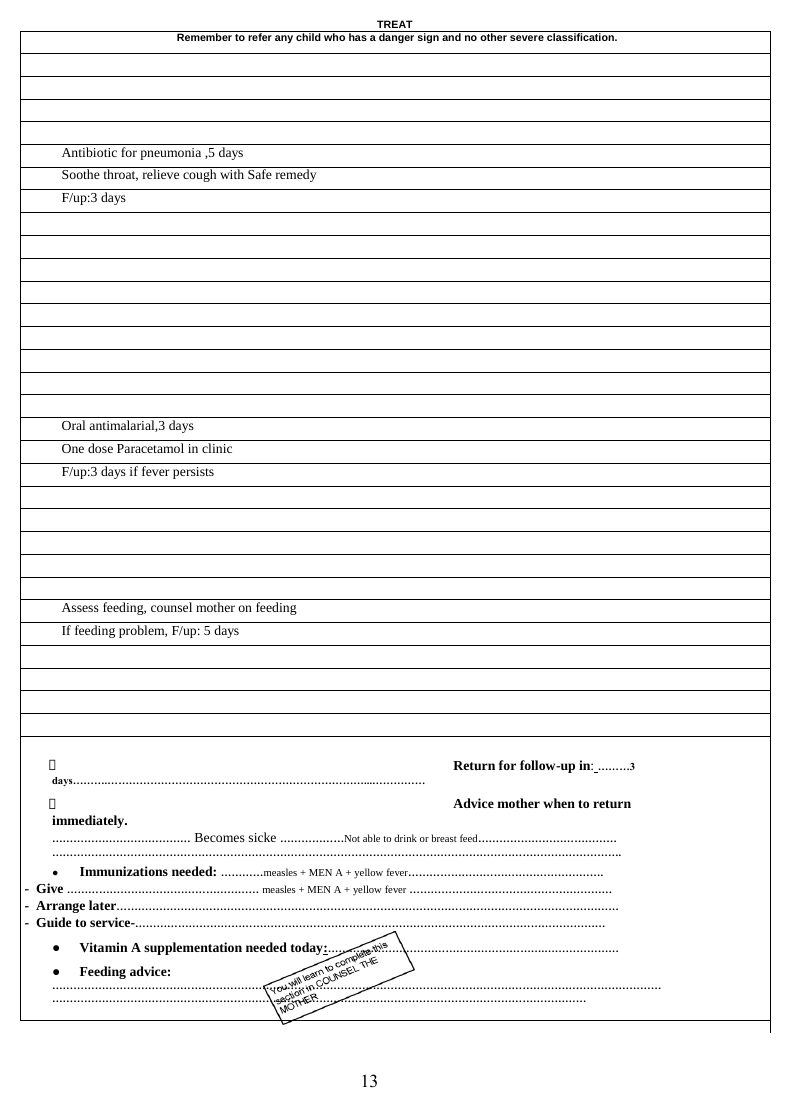 TREAT
Remember to refer any child who has a danger sign and no other severe classification.
Antibiotic for pneumonia ,5 days
Soothe throat, relieve cough with Safe remedy
F/up:3 days
Oral antimalarial,3 days
One dose Paracetamol in clinic
F/up:3 days if fever persists
Assess feeding, counsel mother on feeding
If feeding problem, F/up: 5 days
Return for follow-up in: .........3
days..........................................................................................................
Advice mother when to return
immediately.
........................................ Becomes sicke ..................Not able to drink or breast feed........................................
....................................................................................................................................................................
● Immunizations needed: ............measles + MEN A + yellow fever........................................................
- Give ....................................................... measles + MEN A + yellow fever ..........................................................
- Arrange later.................................................................................................................................................
- Guide to service-........................................................................................................................................
● Vitamin A supplementation needed today:....................................................................................
● Feeding advice:
................................................................................................................................................................................
..........................................................................................................................................................
You will learn to complete this
section in COUNSEL THE
MOTHER
13